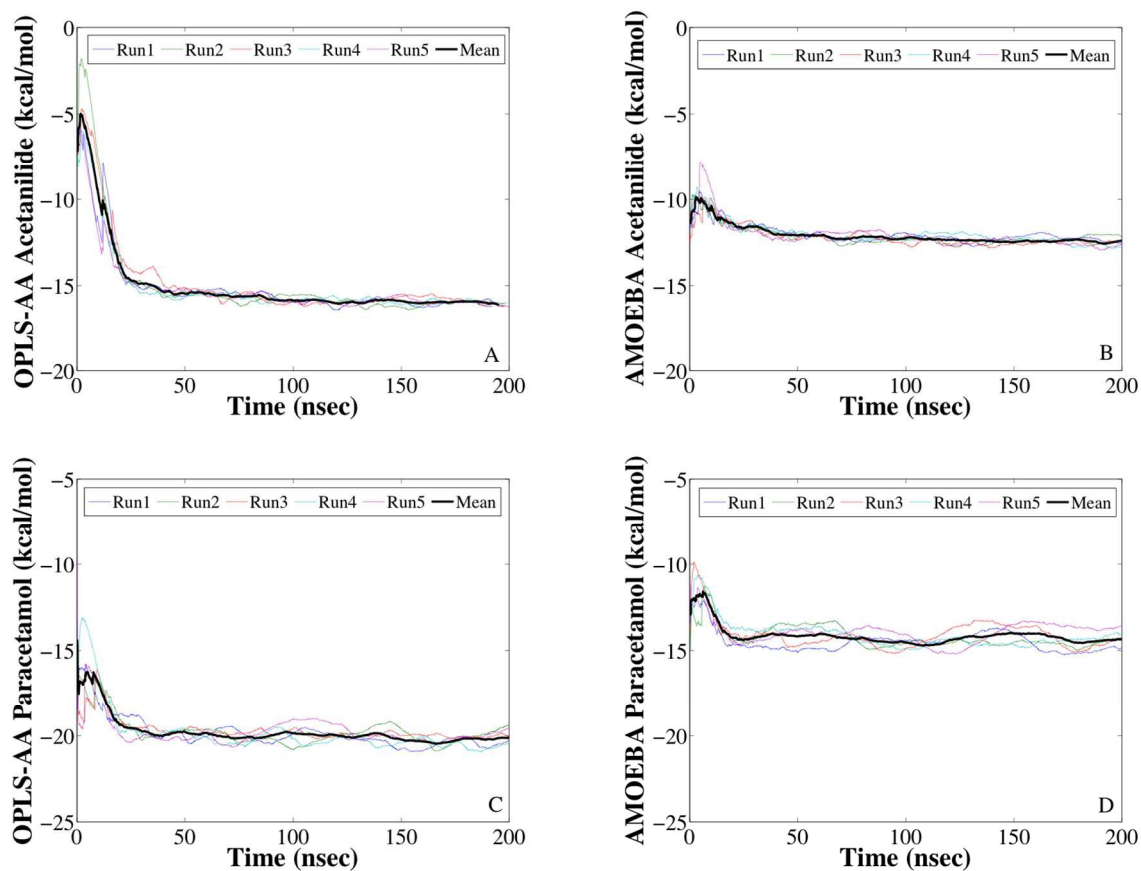 OPLS-AA Acetanilide (kcal/mol)
0
−5
−10
−15
−20
Run1 Run2 Run3 Run4 Run5 Mean
A
0 50 100 150 200
Time (nsec)
AMOEBA Acetanilide (kcal/mol)
0
−5
−10
−15
−20
Run1 Run2 Run3 Run4 Run5 Mean
B
0 50 100 150 200
Time (nsec)
OPLS-AA Paracetamol (kcal/mol)
−5
−10
−15
−20
−25
Run1 Run2 Run3 Run4 Run5 Mean
C
0 50 100 150 200
Time (nsec)
AMOEBA Paracetamol (kcal/mol)
−5
−10
−15
−20
−25
Run1 Run2 Run3 Run4 Run5 Mean
D
0 50 100 150 200
Time (nsec)